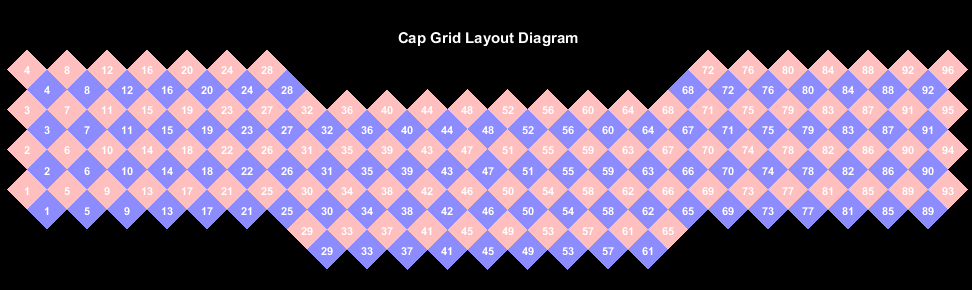 Cap Grid Layout Diagram
4 8 12 16 20 24 28 72 76 80 84 88 92 96
4 8 12 16 20 24 28 68 72 76 80 84 88 92
3 7 11 15 19 23 27 32 36 40 44 48 52 56 60 64 68 71 75 79 83 87 91 95
3 7 11 15 19 23 27 32 36 40 44 48 52 56 60 64 67 71 75 79 83 87 91
2 6 10 14 18 22 26 31 35 39 43 47 51 55 59 63 67 70 74 78 82 86 90 94
2 6 10 14 18 22 26 31 35 39 43 47 51 55 59 63 66 70 74 78 82 86 90
1 5 9 13 17 21 25 30 34 38 42 46 50 54 58 62 66 69 73 77 81 85 89 93
1 5 9 13 17 21 25 30 34 38 42 46 50 54 58 62 65 69 73 77 81 85 89
29 33 37 41 45 49 53 57 61 65
29 33 37 41 45 49 53 57 61